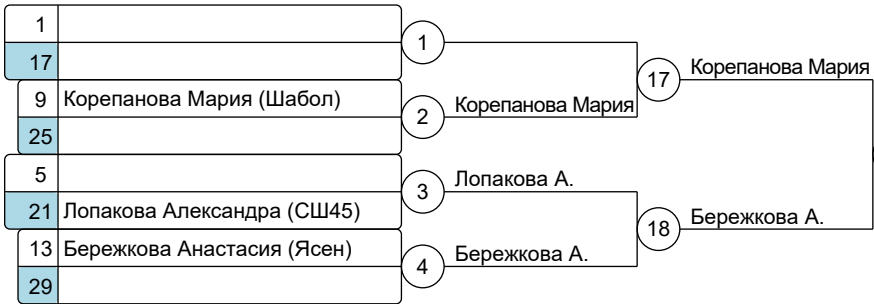 1
17
1
9 Корепанова Мария (Шабол)
25
2
Корепанова Мария
17
Корепанова Мария
5
21 Лопакова Александра (СШ45)
3
Лопакова А.
13 Бережкова Анастасия (Ясен)
29
4
Бережкова А.
18
Бережкова А.